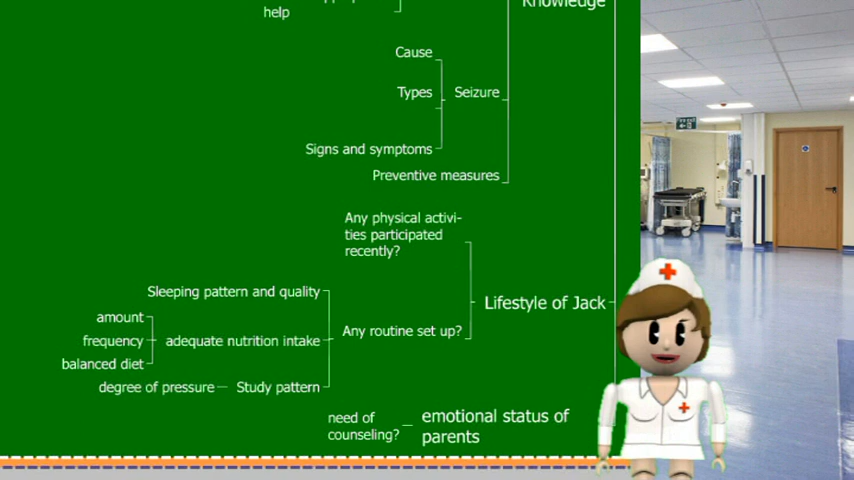 Knowledge
help
Cause
Types
Seizure
Signs and symptoms
Preventive measures
Any physical activi-
ties participated
recently?
Sleeping pattern and quality
Lifestyle of Jack
amount
Any routine set up?
frequency
adequate nutrition intake
balanced diet
degree of pressure
Study pattern
need of
counseling?
emotional status of
parents